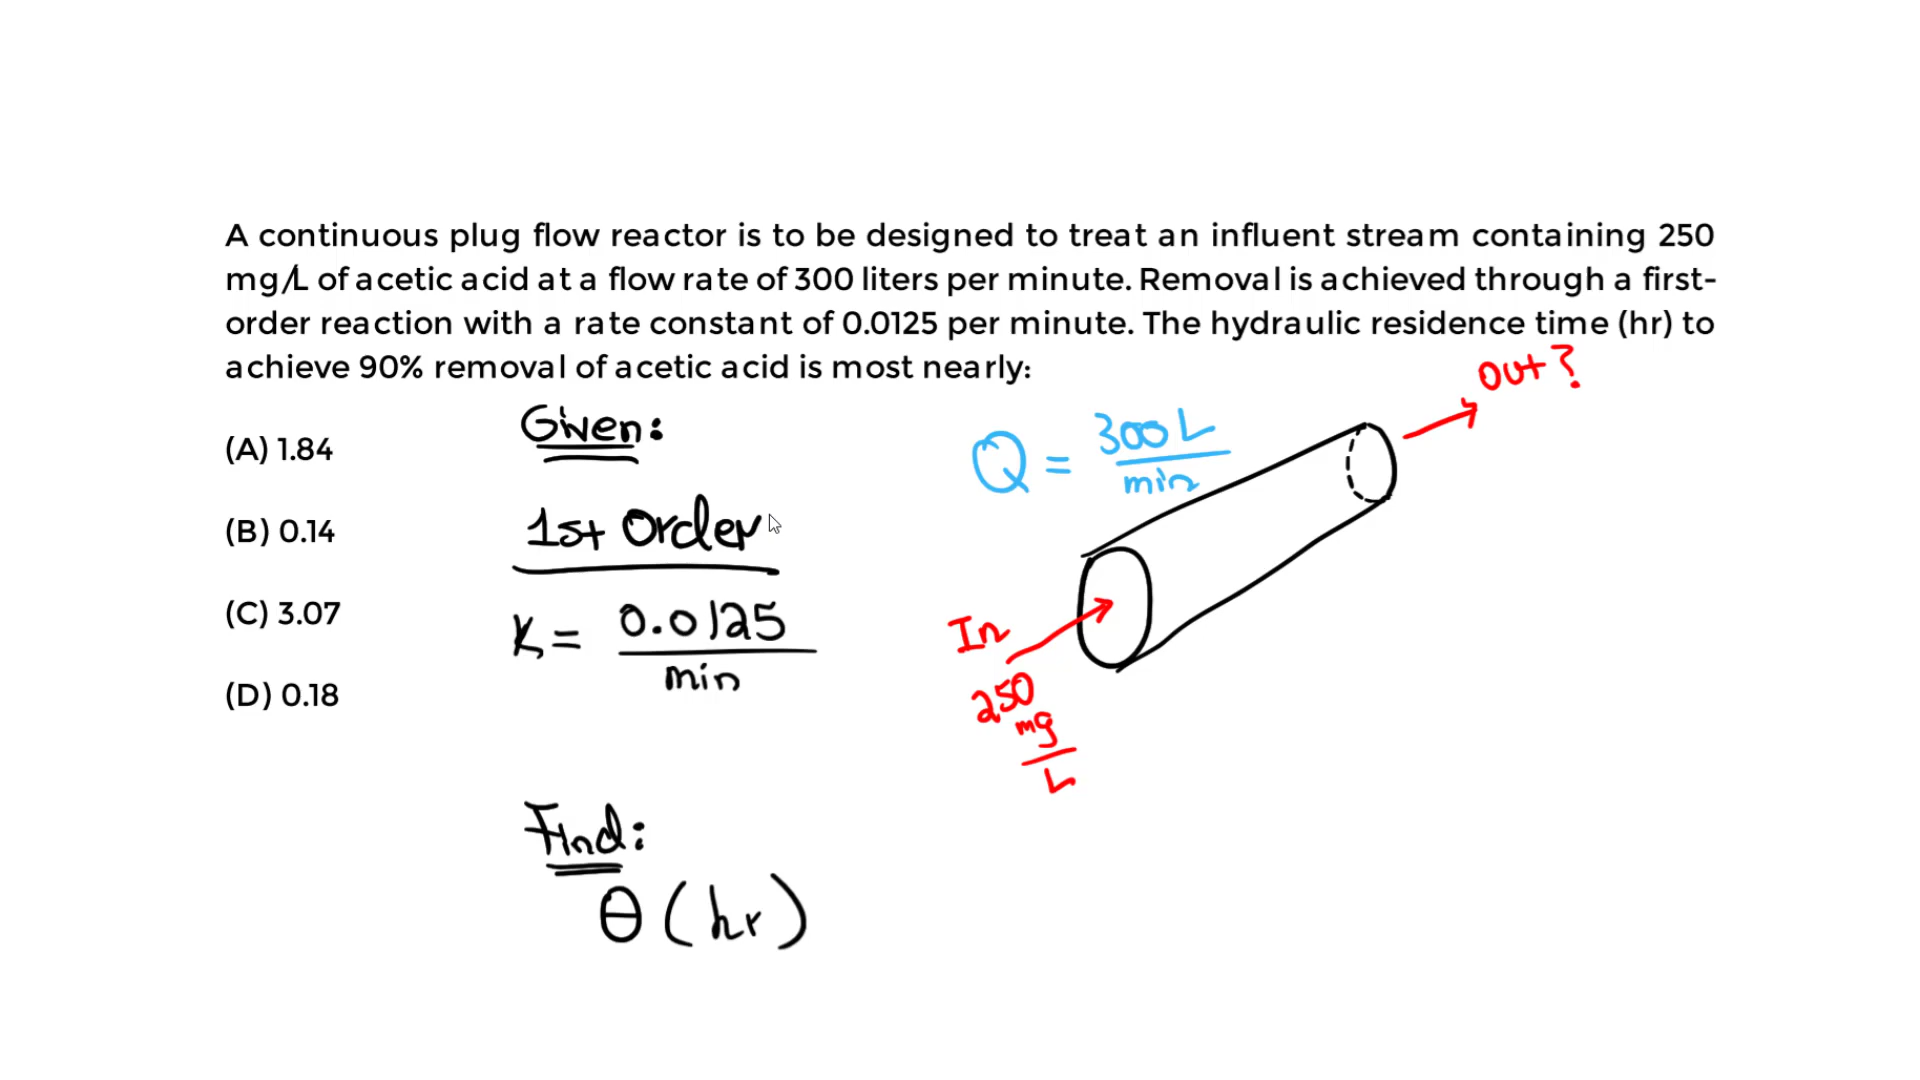 A continuous plug flow reactor is to be designed to treat an influent stream containing 250
mg/L of acetic acid at a flow rate of 300 liters per minute. Removal is achieved through a first-
order reaction with a rate constant of 0.0125 per minute. The hydraulic residence time (hr) to
achieve 90% removal of acetic acid is most nearly:
(A) 1.84
(B) 0.14
(C) 3.07
(D) 0.18
Given:
1st Order
K = 0.0125
min
Find:
θ (hr)
Q = 300 L
min
Out?
In
250
mg
L